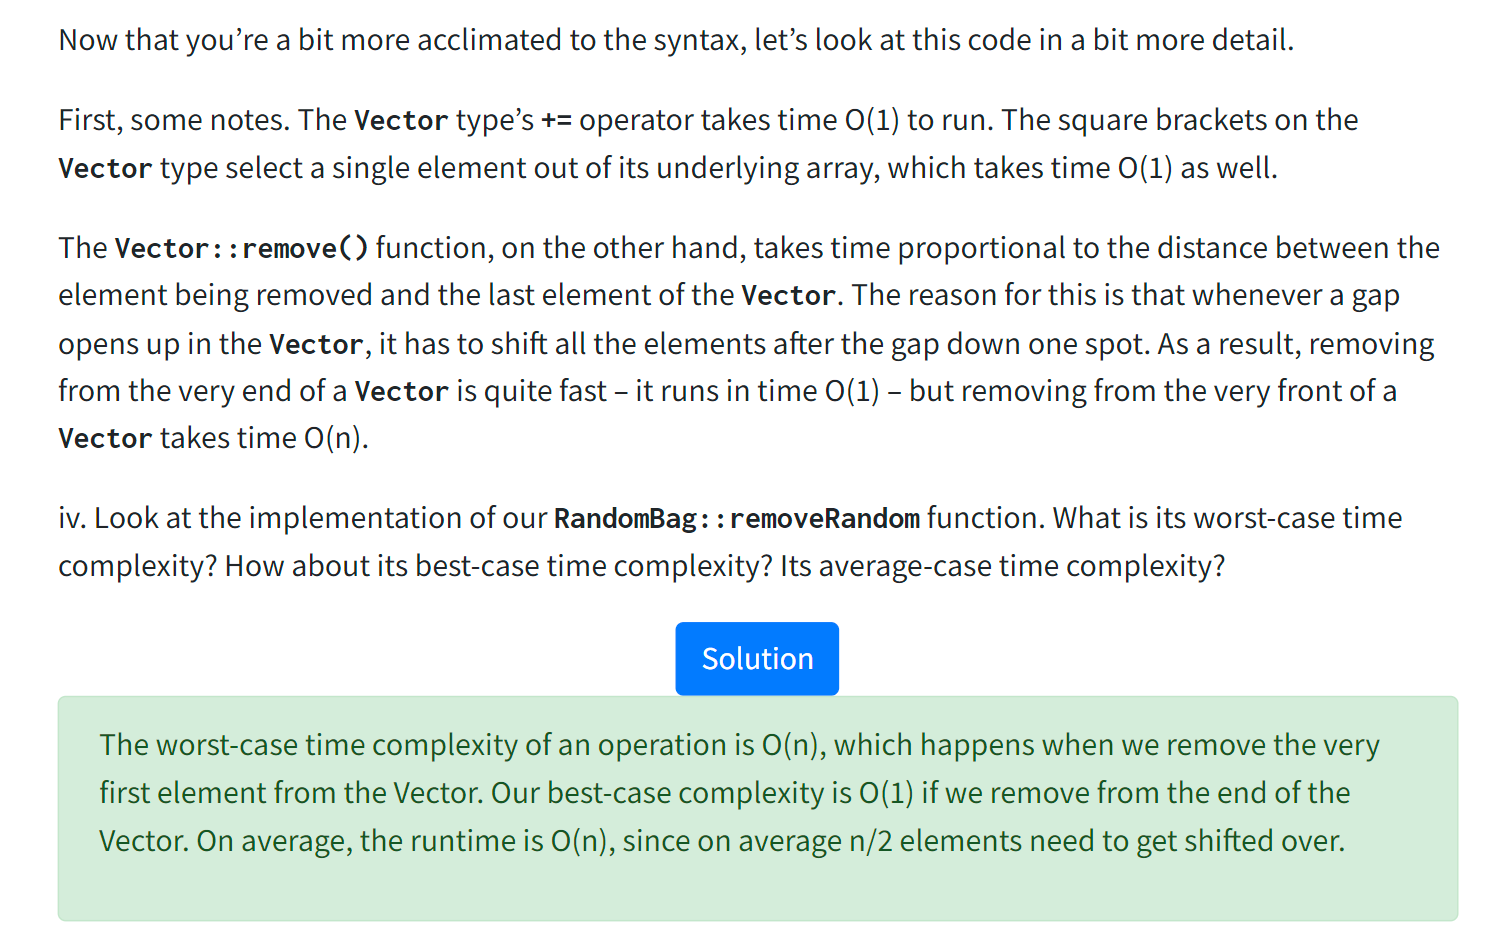 Now that you’re a bit more acclimated to the syntax, let’s look at this code in a bit more detail.
First, some notes. The Vector type’s += operator takes time O(1) to run. The square brackets on the
Vector type select a single element out of its underlying array, which takes time O(1) as well.
The Vector::remove() function, on the other hand, takes time proportional to the distance between the
element being removed and the last element of the Vector. The reason for this is that whenever a gap
opens up in the Vector, it has to shift all the elements after the gap down one spot. As a result, removing
from the very end of a Vector is quite fast – it runs in time O(1) – but removing from the very front of a
Vector takes time O(n).
iv. Look at the implementation of our RandomBag::removeRandom function. What is its worst-case time
complexity? How about its best-case time complexity? Its average-case time complexity?
Solution
The worst-case time complexity of an operation is O(n), which happens when we remove the very
first element from the Vector. Our best-case complexity is O(1) if we remove from the end of the
Vector. On average, the runtime is O(n), since on average n/2 elements need to get shifted over.